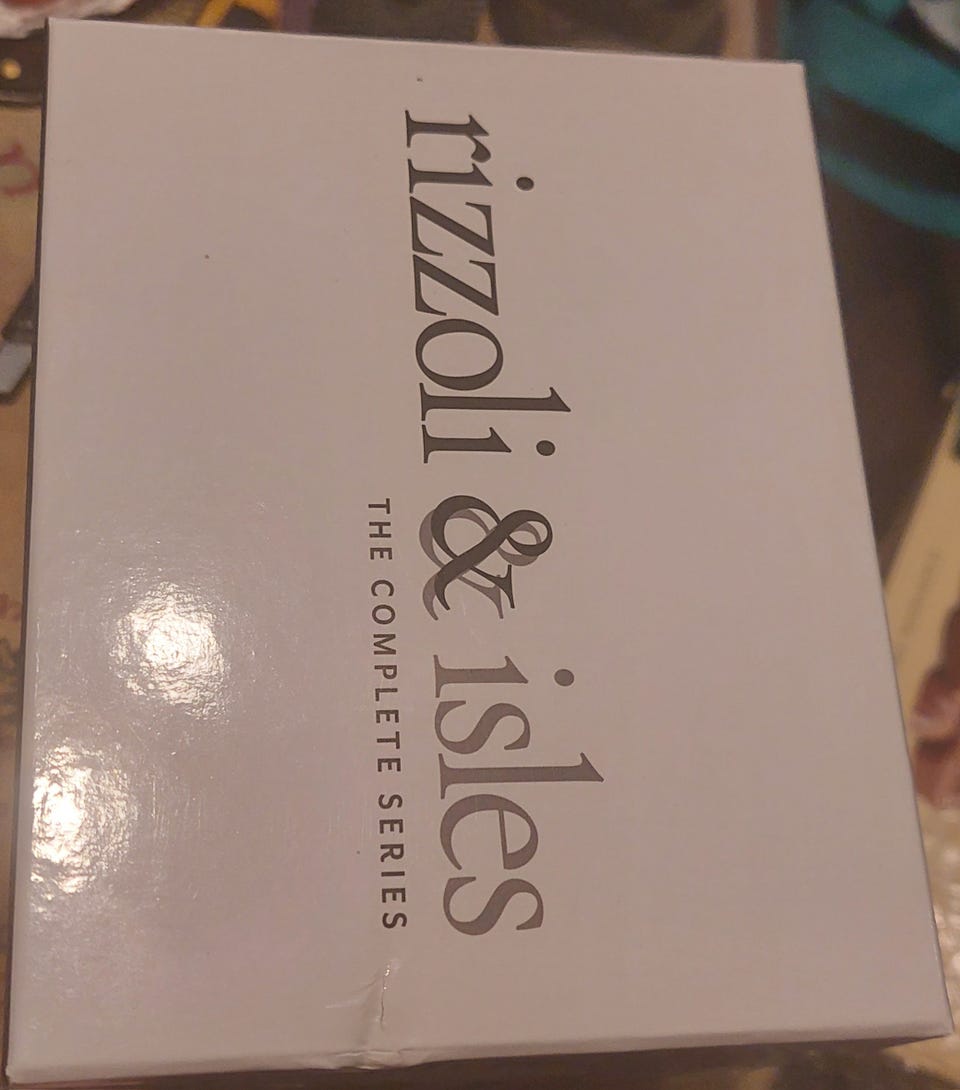 rizzoli & isles
THE COMPLETE SERIES